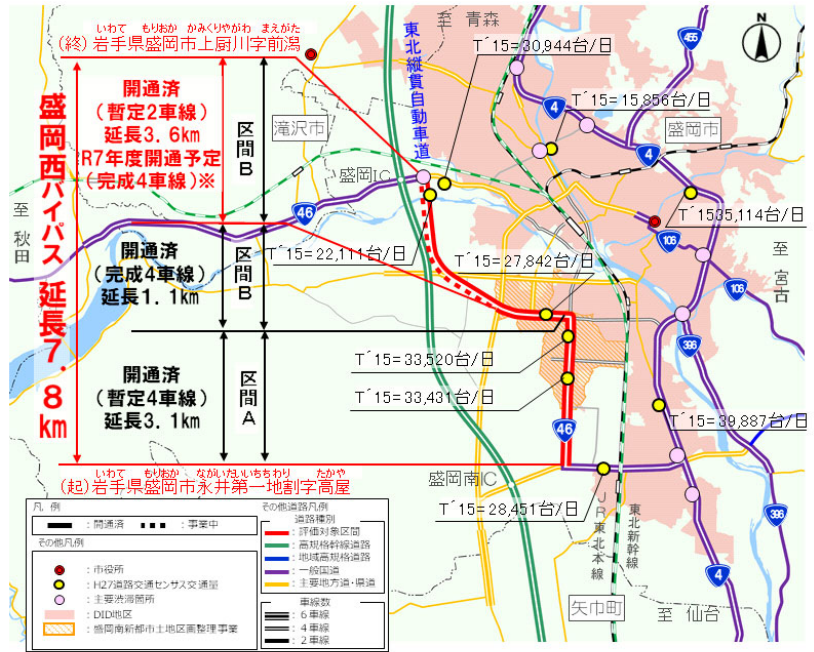 いわて もりおか かみくりやがわ まえがた
(終)岩手県盛岡市上厨川字前潟
至 青森
N
東北縦貫自動車道
T´15=30,944台/日
455
4
T´15=15,856台/日
盛岡市
4
滝沢市
盛岡西バイパス 延長7.8km
開通済
(暫定2車線)
延長3.6km
R7年度開通予定
(完成4車線)※
区間B
盛岡IC
46
至 秋田
T´15=22,111台/日
T´1535,114台/日
106
至 宮古
開通済
(完成4車線)
延長1.1km
区間B
T´15=27,842台/日
106
106
396
開通済
(暫定4車線)
延長3.1km
区間A
T´15=33,520台/日
T´15=33,431台/日
46
T´15=39,887台/日
いわて もりおか ながいだいいちちわり たかや
(起)岩手県盛岡市永井第一地割字高屋
盛岡南IC
T´15=28,451台/日
JR東北本線
東北新幹線
396
4
矢巾町
至 仙台
凡 例
:開通済
:事業中
その他凡例
:市役所
:H27道路交通センサス交通量
:主要渋滞箇所
:DID地区
:盛岡南新都市土地区画整理事業
その他道路凡例
道路種別
:評価対象区間
:高規格幹線道路
:地域高規格道路
:一般国道
:主要地方道・県道
車線数
:6車線
:4車線
:2車線